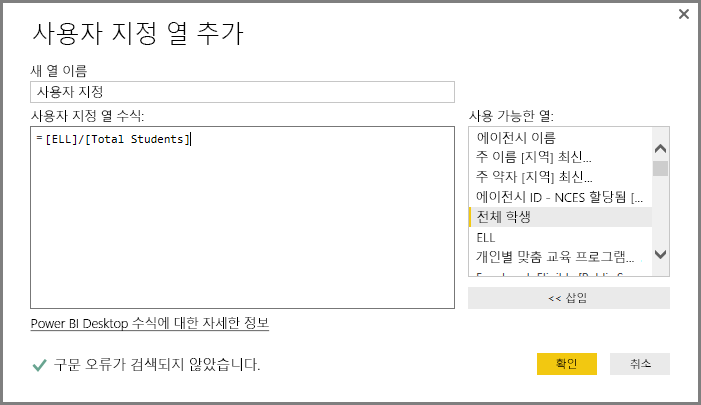 사용자 지정 열 추가
새 열 이름
사용자 지정
사용자 지정 열 수식:
= [ELL]/[Total Students]
사용 가능한 열:
에이전시 이름
주 이름 [지역] 최신...
주 약자 [지역] 최신...
에이전시 ID - NCES 할당됨 [...
전체 학생
ELL
개인별 맞춤 교육 프로그램...
<< 삽입
Power BI Desktop 수식에 대한 자세한 정보
구문 오류가 검색되지 않았습니다.
확인
취소